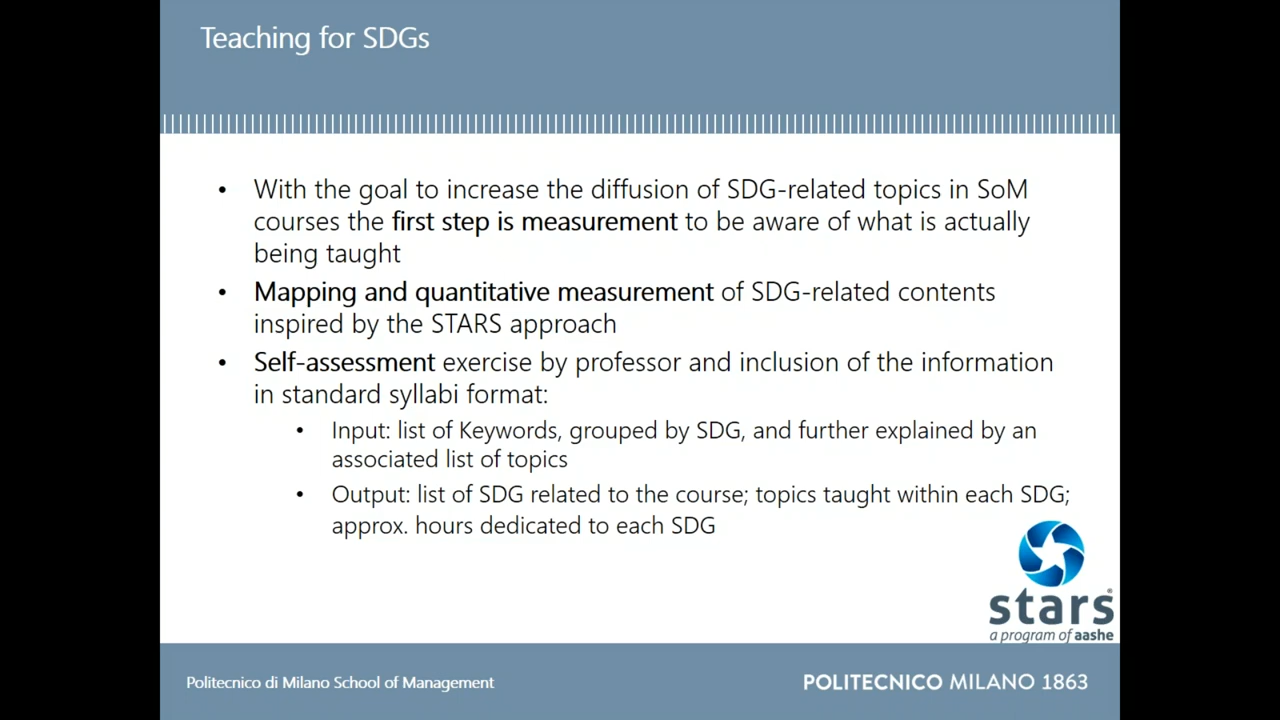 Teaching for SDGs
• With the goal to increase the diffusion of SDG-related topics in SoM
courses the first step is measurement to be aware of what is actually
being taught
• Mapping and quantitative measurement of SDG-related contents
inspired by the STARS approach
• Self-assessment exercise by professor and inclusion of the information
in standard syllabi format:
• Input: list of Keywords, grouped by SDG, and further explained by an
associated list of topics
• Output: list of SDG related to the course; topics taught within each SDG;
approx. hours dedicated to each SDG
stars®
a program of aashe
Politecnico di Milano School of Management
POLITECNICO MILANO 1863